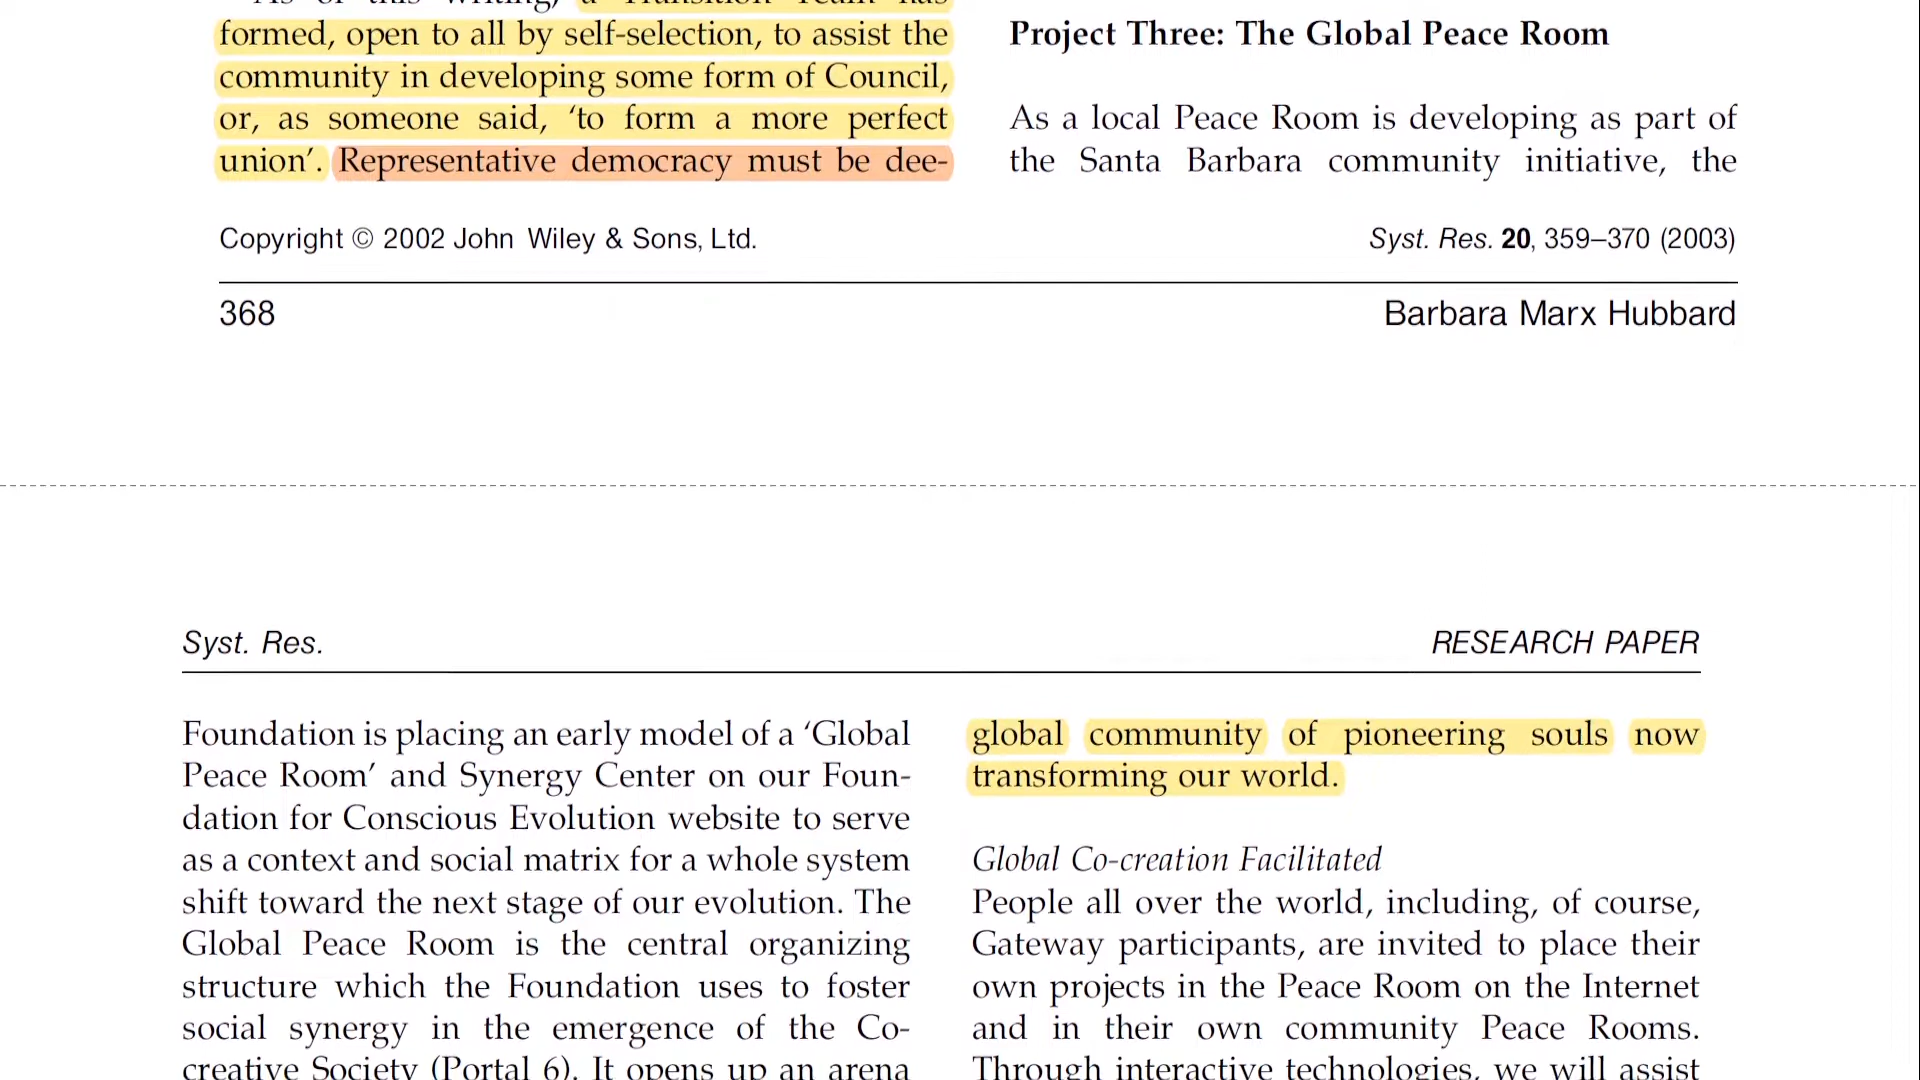 As of this writing, a Transition Team has
formed, open to all by self-selection, to assist the
community in developing some form of Council,
or, as someone said, ‘to form a more perfect
union’. Representative democracy must be dee-
Project Three: The Global Peace Room
As a local Peace Room is developing as part of
the Santa Barbara community initiative, the
Copyright © 2002 John Wiley & Sons, Ltd.
Syst. Res. 20, 359–370 (2003)
368
Barbara Marx Hubbard
Syst. Res.
RESEARCH PAPER
Foundation is placing an early model of a ‘Global
Peace Room’ and Synergy Center on our Foun-
dation for Conscious Evolution website to serve
as a context and social matrix for a whole system
shift toward the next stage of our evolution. The
Global Peace Room is the central organizing
structure which the Foundation uses to foster
social synergy in the emergence of the Co-
creative Society (Portal 6). It opens up an arena
global community of pioneering souls now
transforming our world.
Global Co-creation Facilitated
People all over the world, including, of course,
Gateway participants, are invited to place their
own projects in the Peace Room on the Internet
and in their own community Peace Rooms.
Through interactive technologies, we will assist